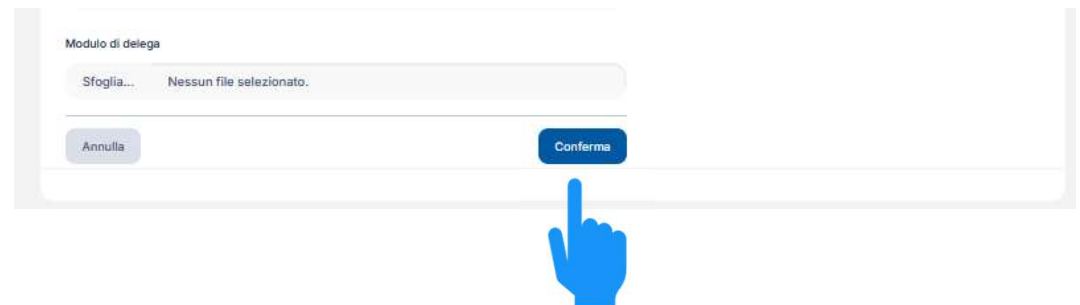 Modulo di delega
Sfoglia... Nessun file selezionato.
Annulla Conferma